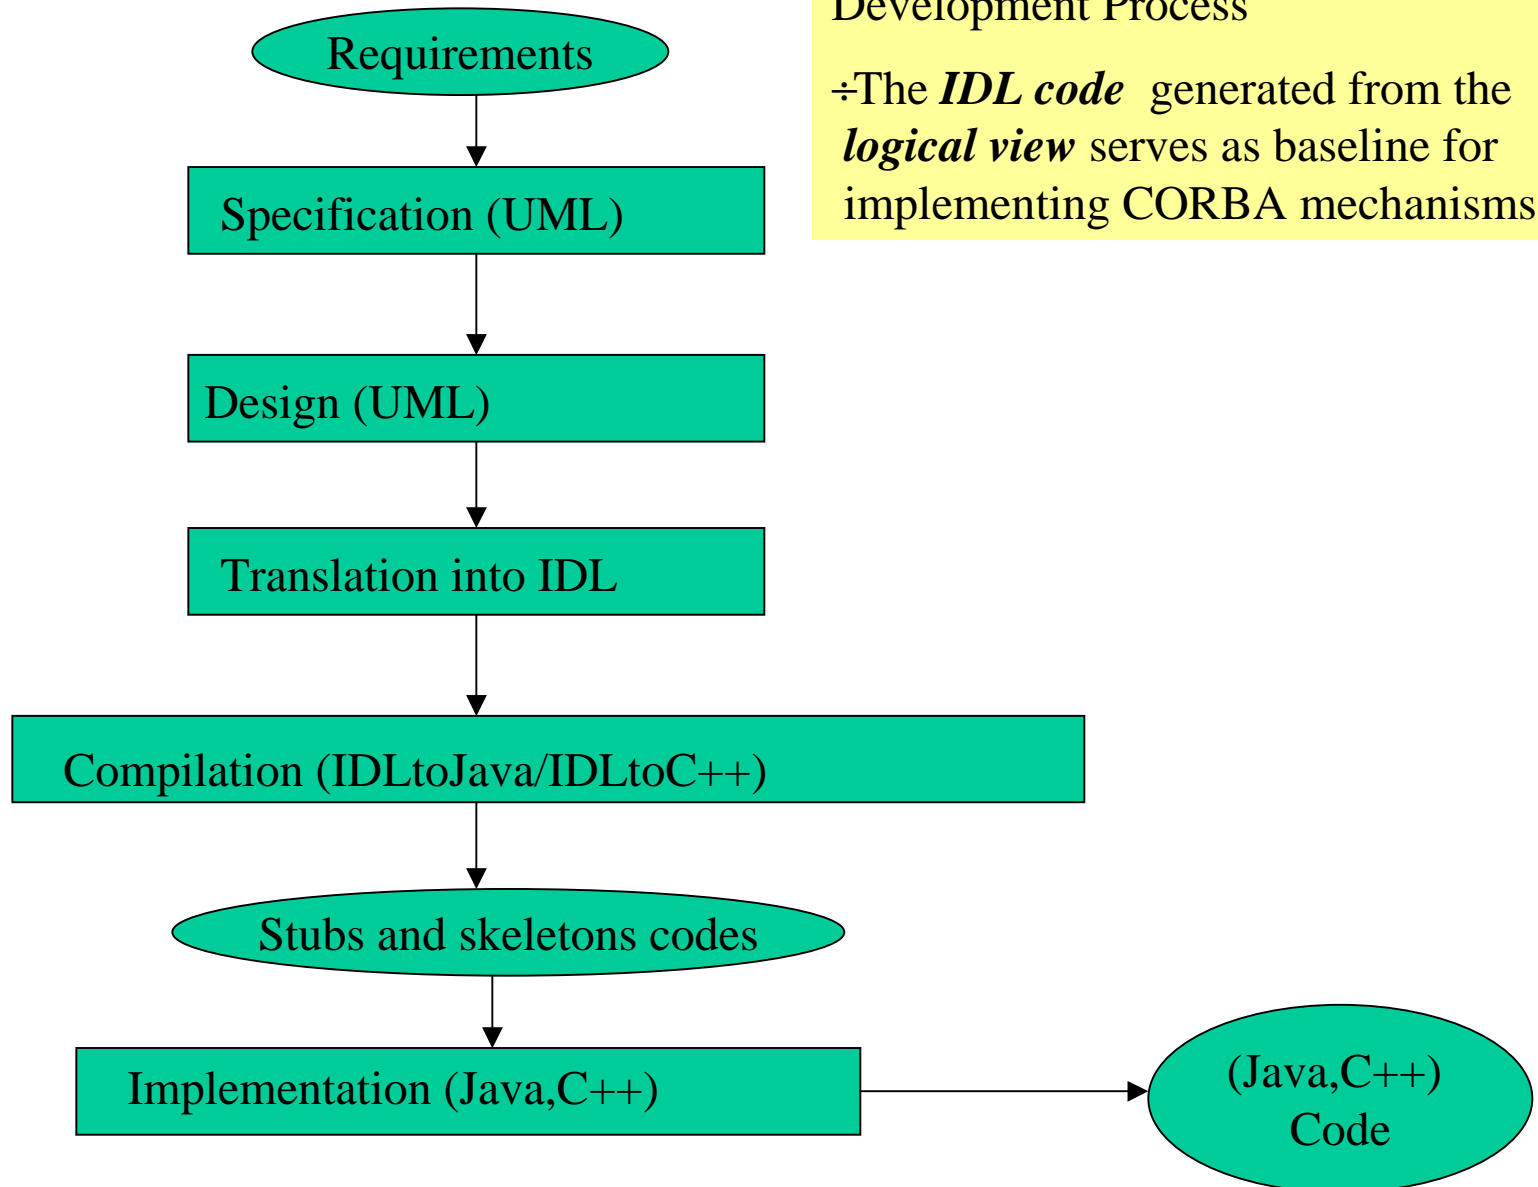 Development Process
÷The IDL code generated from the
logical view serves as baseline for
implementing CORBA mechanisms
Requirements
Specification (UML)
Design (UML)
Translation into IDL
Compilation (IDLtoJava/IDLtoC++)
Stubs and skeletons codes
Implementation (Java,C++)
(Java,C++)
Code